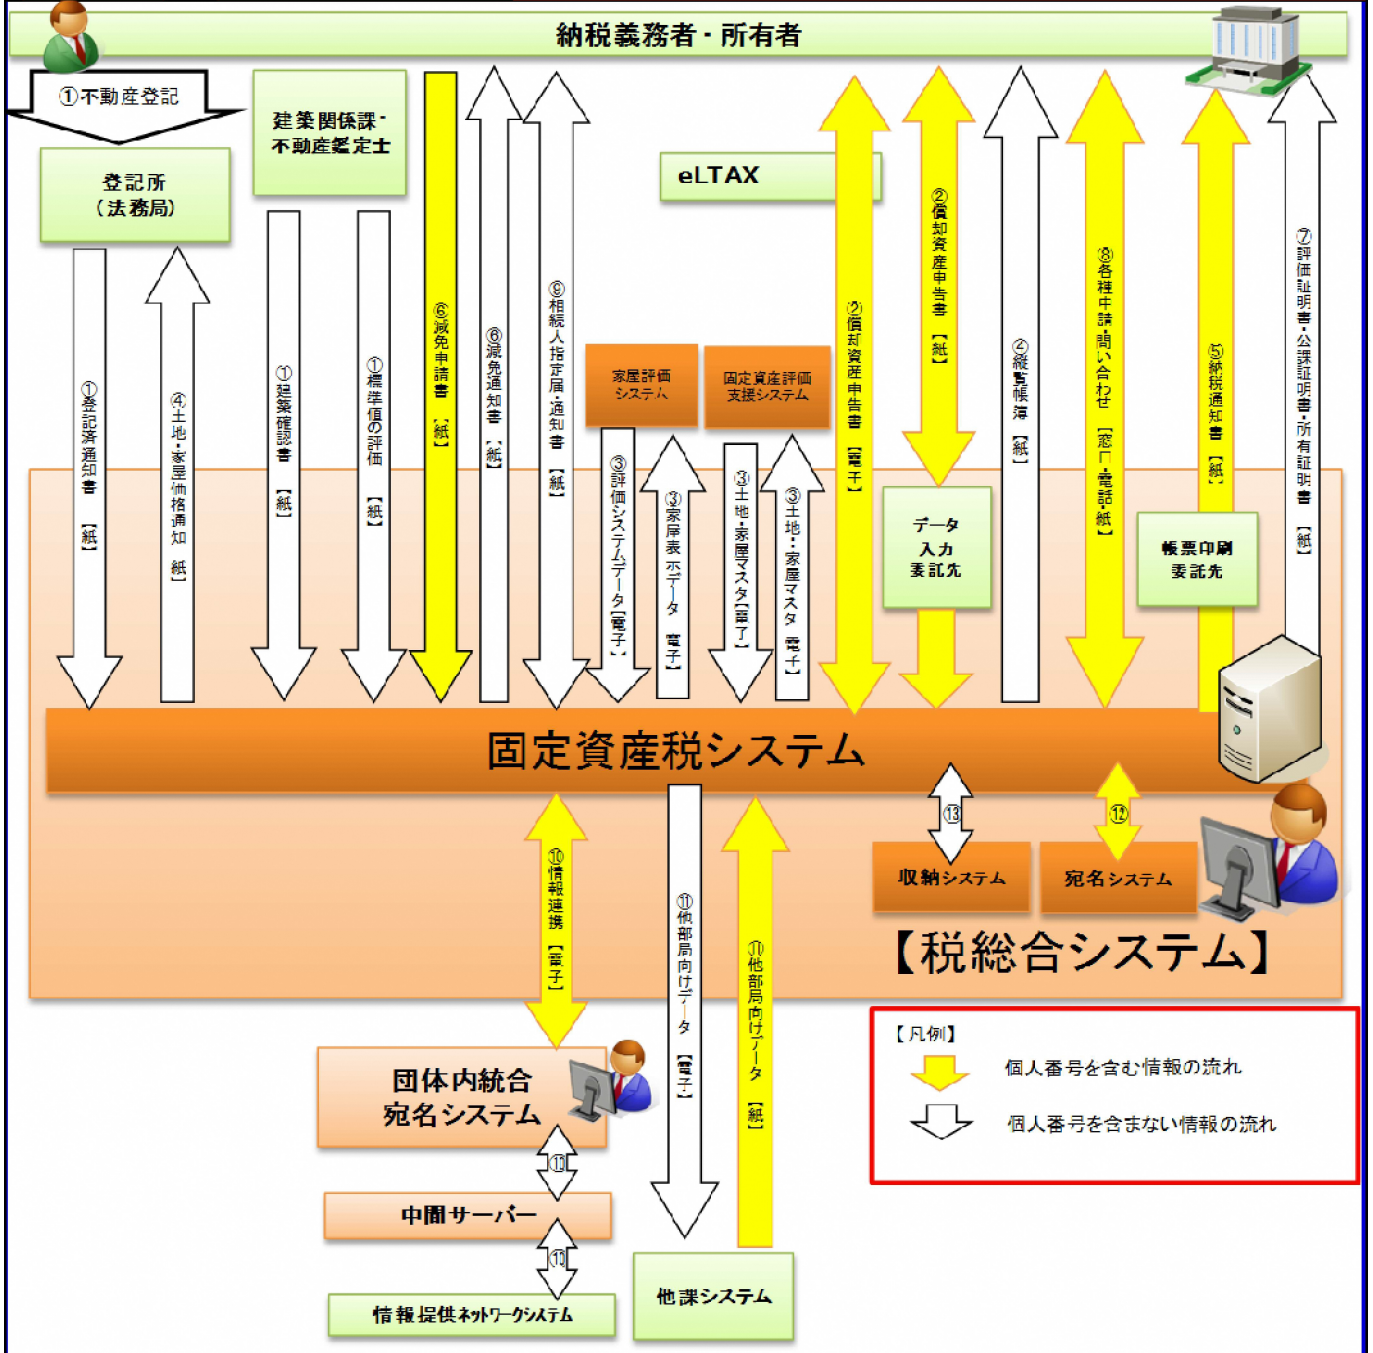 納税義務者・所有者
①不動産登記
登記所
（法務局）
建築関係課・
不動産鑑定士
eLTAX
①登記済通知書 【紙】
④土地・家屋価格通知 紙】
①建築確認書 【紙】
①標準値の評価 【紙】
⑥減免申請書 【紙】
⑥減免通知書 【紙】
⑨相続人指定届・通知書 【紙】
家屋評価
システム
固定資産評価
支援システム
③評価システムデータ【電子】
③家屋表示データ 電子】
③土地・家屋マスタ【電子】
③土地・家屋マスタ 電子】
②償却資産申告書 【電子】
②償却資産申告書 【紙】
データ
入力
委託先
④縦覧帳簿 【紙】
⑧各種申請・問い合わせ 【窓口・電話・紙】
⑤納税通知書 【紙】
帳票印刷
委託先
⑦評価証明書・公課証明書・所有証明書 【紙】
固定資産税システム
⑩情報連携 【電子】
⑪他部局向けデータ 【電子】
⑪他部局向けデータ 【紙】
⑬
⑫
収納システム
宛名システム
【税総合システム】
団体内統合
宛名システム
⑩
中間サーバー
⑩
情報提供ネットワークシステム
他課システム
【凡例】
個人番号を含む情報の流れ
個人番号を含まない情報の流れ